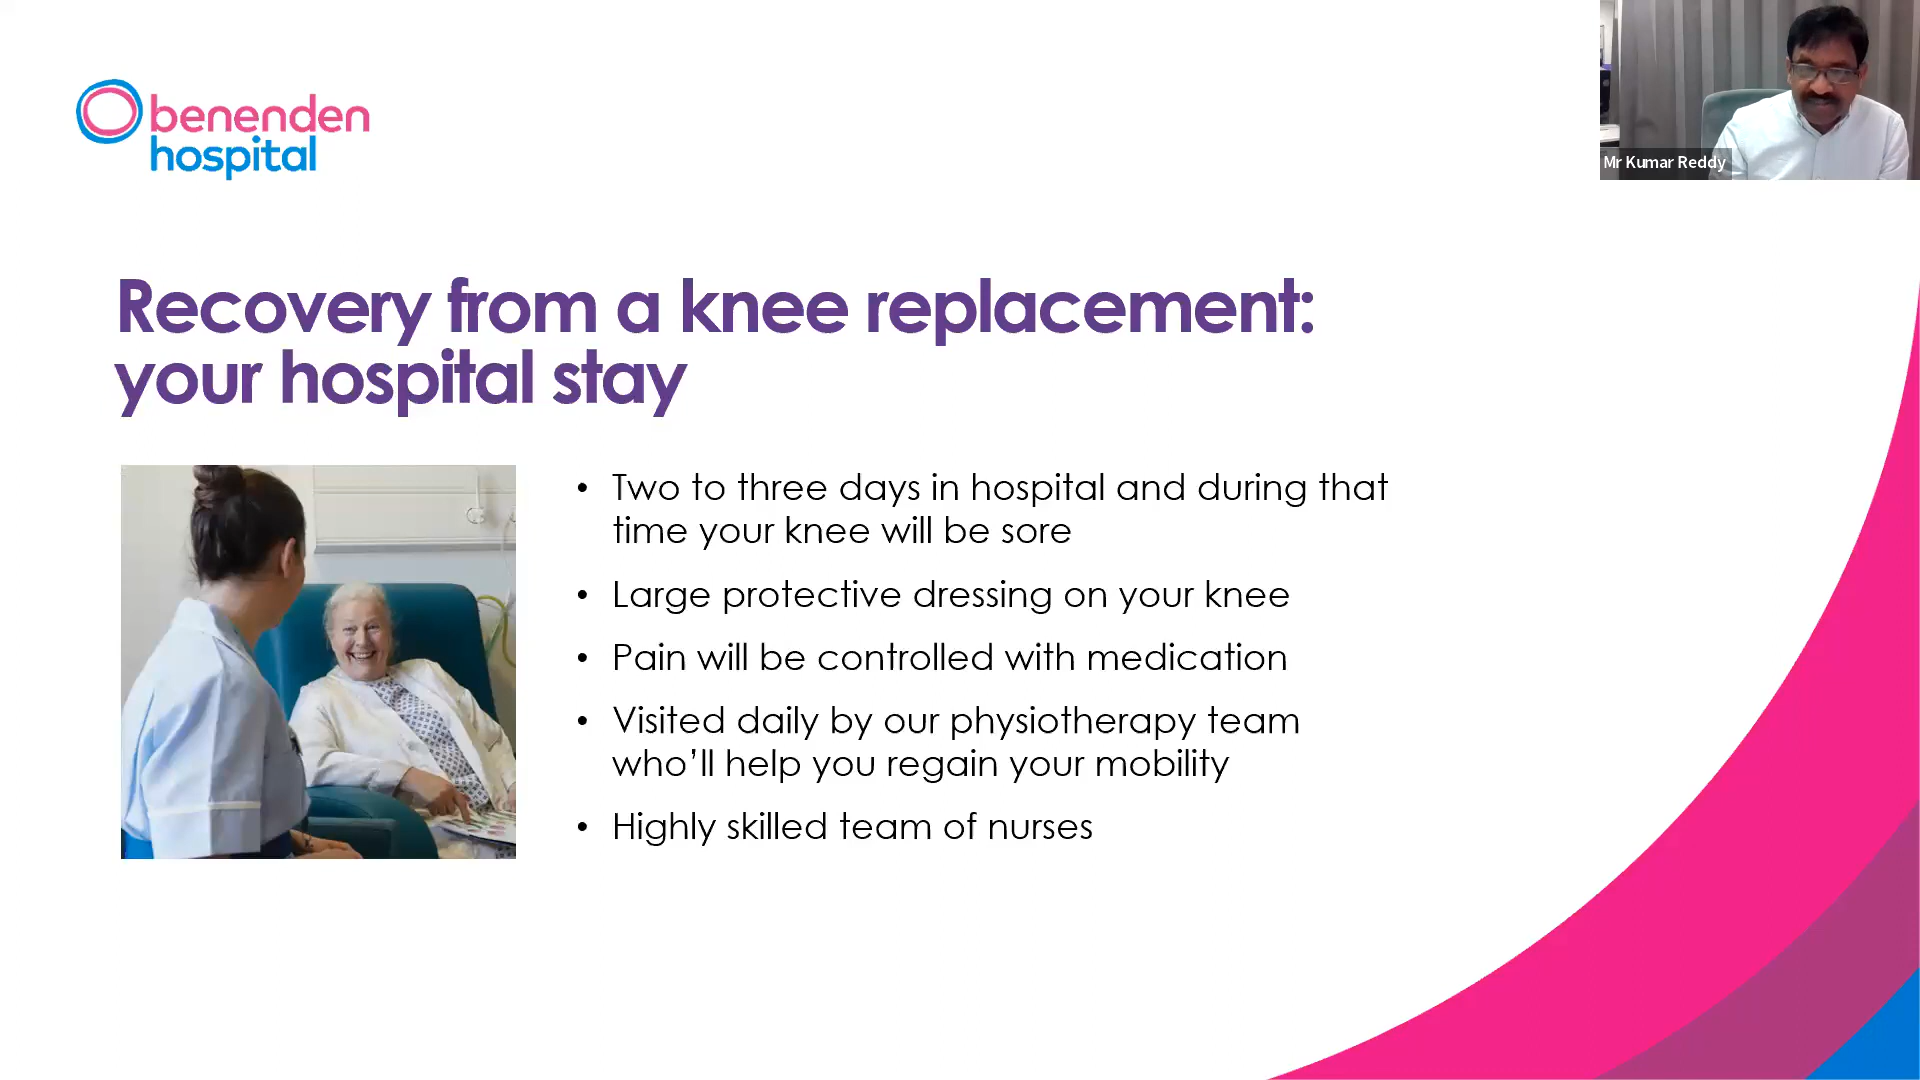 benenden
hospital
Mr Kumar Reddy
Recovery from a knee replacement:
your hospital stay
• Two to three days in hospital and during that
time your knee will be sore
• Large protective dressing on your knee
• Pain will be controlled with medication
• Visited daily by our physiotherapy team
who’ll help you regain your mobility
• Highly skilled team of nurses